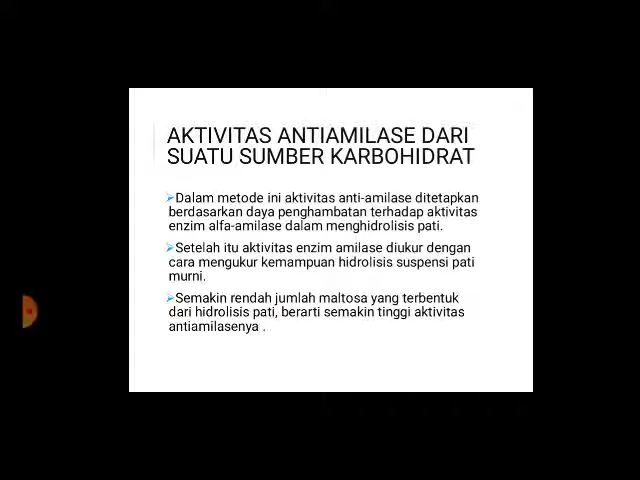 AKTIVITAS ANTIAMILASE DARI
SUATU SUMBER KARBOHIDRAT
➢Dalam metode ini aktivitas anti-amilase ditetapkan
berdasarkan daya penghambatan terhadap aktivitas
enzim alfa-amilase dalam menghidrolisis pati.
➢Setelah itu aktivitas enzim amilase diukur dengan
cara mengukur kemampuan hidrolisis suspensi pati
murni.
➢Semakin rendah jumlah maltosa yang terbentuk
dari hidrolisis pati, berarti semakin tinggi aktivitas
antiamilasenya .